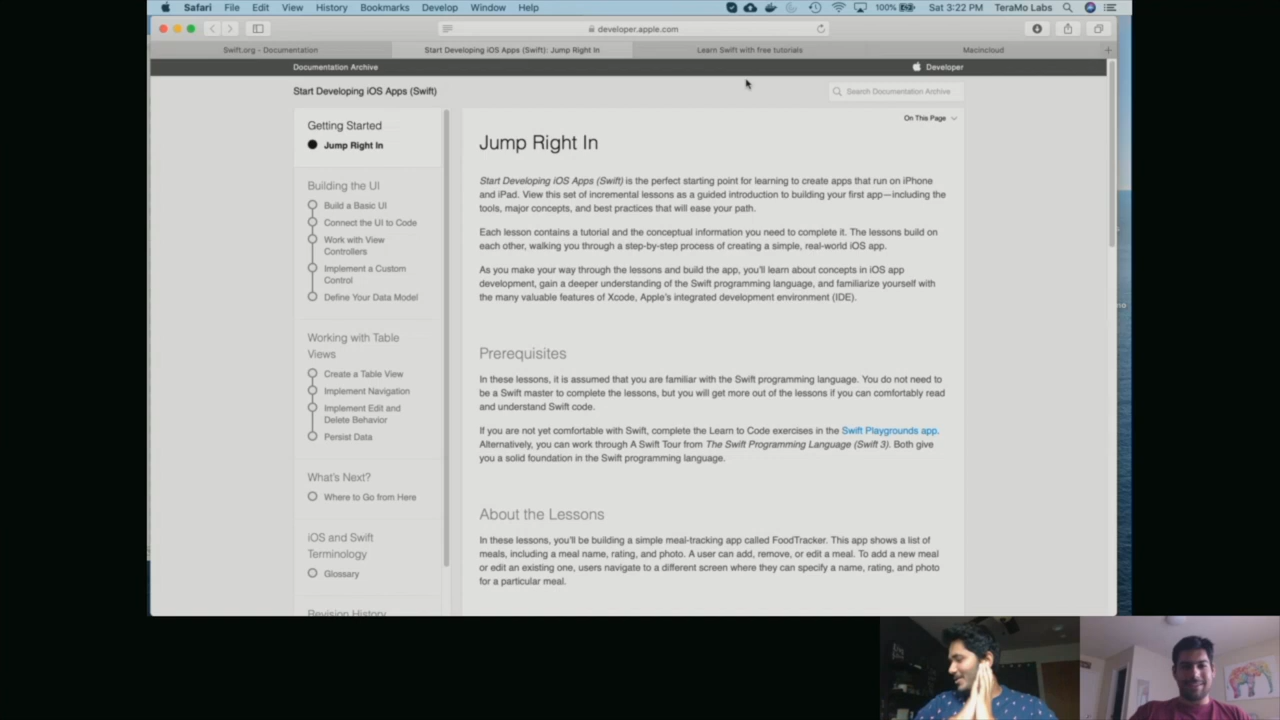 Safari File Edit View History Bookmarks Develop Window Help 100% Sat 3:22 PM TeraMo Labs
developer.apple.com
Swift.org - Documentation Start Developing iOS Apps (Swift): Jump Right In Learn Swift with free tutorials Macincloud
Documentation Archive Developer
Start Developing iOS Apps (Swift) Search Documentation Archive
On This Page
Getting Started
Jump Right In
Building the UI
Build a Basic UI
Connect the UI to Code
Work with View
Controllers
Implement a Custom
Control
Define Your Data Model
Working with Table
Views
Create a Table View
Implement Navigation
Implement Edit and
Delete Behavior
Persist Data
What's Next?
Where to Go from Here
iOS and Swift
Terminology
Glossary
Revision History
Jump Right In
Start Developing iOS Apps (Swift) is the perfect starting point for learning to create apps that run on iPhone
and iPad. View this set of incremental lessons as a guided introduction to building your first app—including the
tools, major concepts, and best practices that will ease your path.
Each lesson contains a tutorial and the conceptual information you need to complete it. The lessons build on
each other, walking you through a step-by-step process of creating a simple, real-world iOS app.
As you make your way through the lessons and build the app, you'll learn about concepts in iOS app
development, gain a deeper understanding of the Swift programming language, and familiarize yourself with
the many valuable features of Xcode, Apple's integrated development environment (IDE).
Prerequisites
In these lessons, it is assumed that you are familiar with the Swift programming language. You do not need to
be a Swift master to complete the lessons, but you will get more out of the lessons if you can comfortably read
and understand Swift code.
If you are not yet comfortable with Swift, complete the Learn to Code exercises in the Swift Playgrounds app.
Alternatively, you can work through A Swift Tour from The Swift Programming Language (Swift 3). Both give
you a solid foundation in the Swift programming language.
About the Lessons
In these lessons, you'll be building a simple meal-tracking app called FoodTracker. This app shows a list of
meals, including a meal name, rating, and photo. A user can add, remove, or edit a meal. To add a new meal
or edit an existing one, users navigate to a different screen where they can specify a name, rating, and photo
for a particular meal.